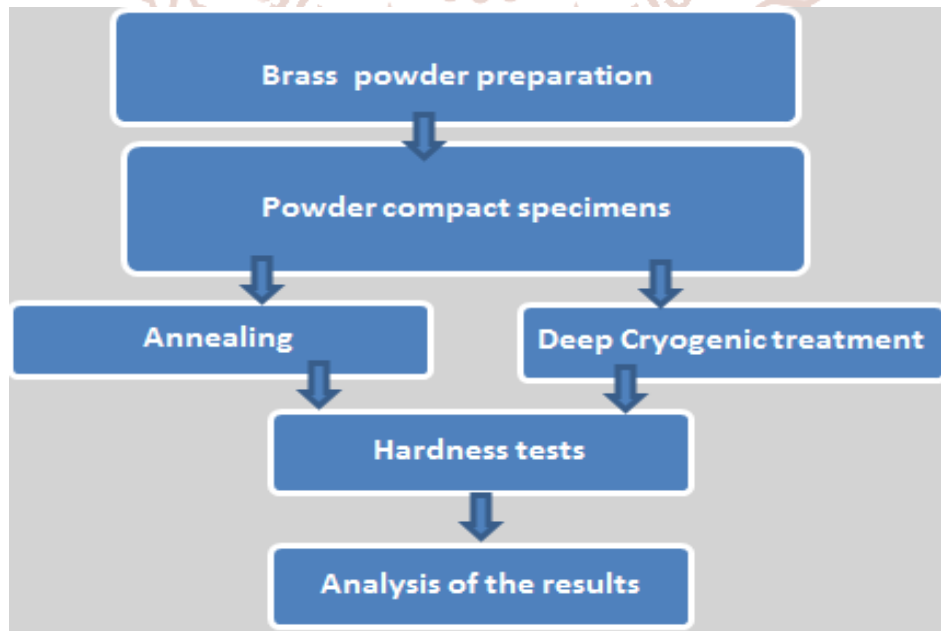 Brass powder preparation
Powder compact specimens
Annealing
Deep Cryogenic treatment
Hardness tests
Analysis of the results